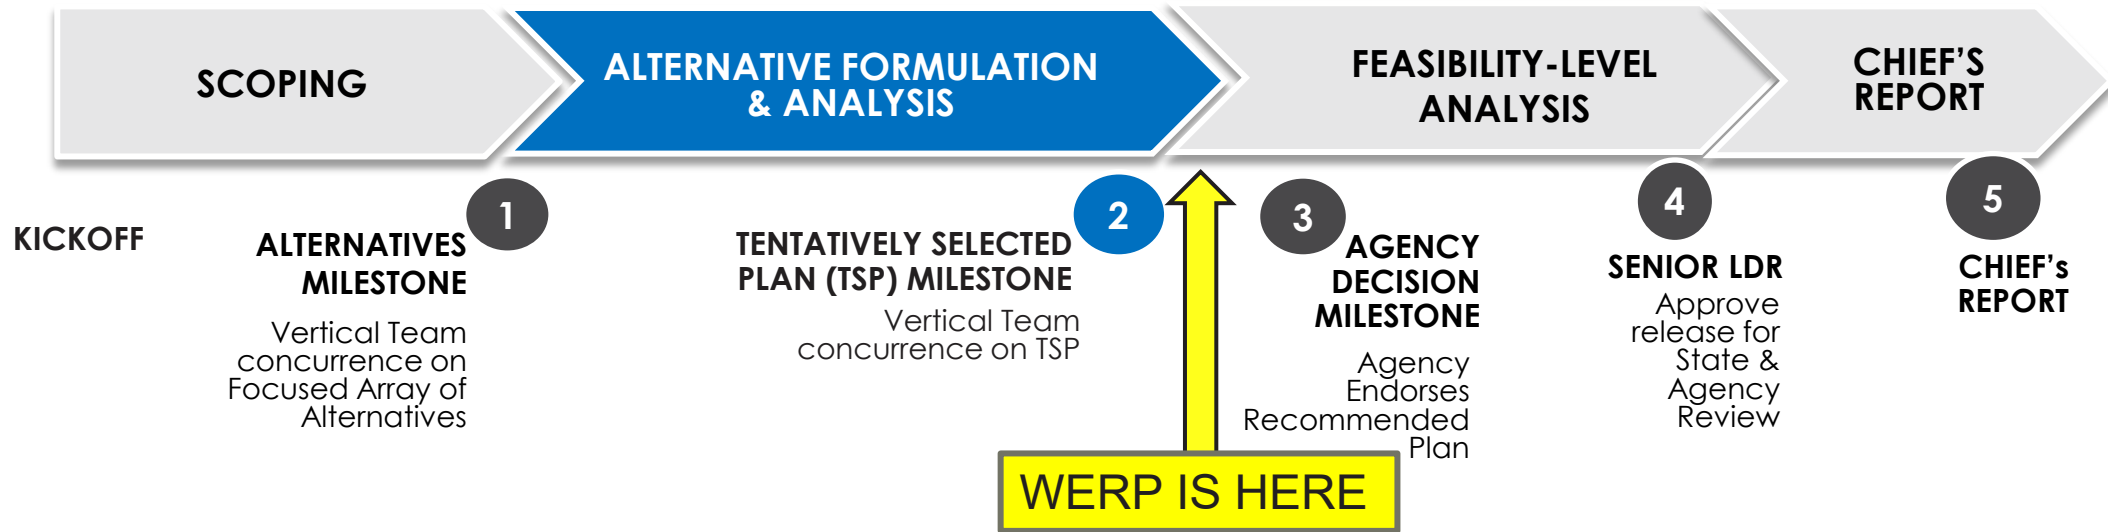 SCOPING
ALTERNATIVE FORMULATION
& ANALYSIS
FEASIBILITY-LEVEL
ANALYSIS
CHIEF'S
REPORT
KICKOFF
1
ALTERNATIVES
MILESTONE
Vertical Team
concurrence on
Focused Array of
Alternatives
2
TENTATIVELY SELECTED
PLAN (TSP) MILESTONE
Vertical Team
concurrence on TSP
3
AGENCY
DECISION
MILESTONE
Agency
Endorses
Recommended
Plan
4
SENIOR LDR
Approve
release for
State &
Agency
Review
5
CHIEF's
REPORT
WERP IS HERE